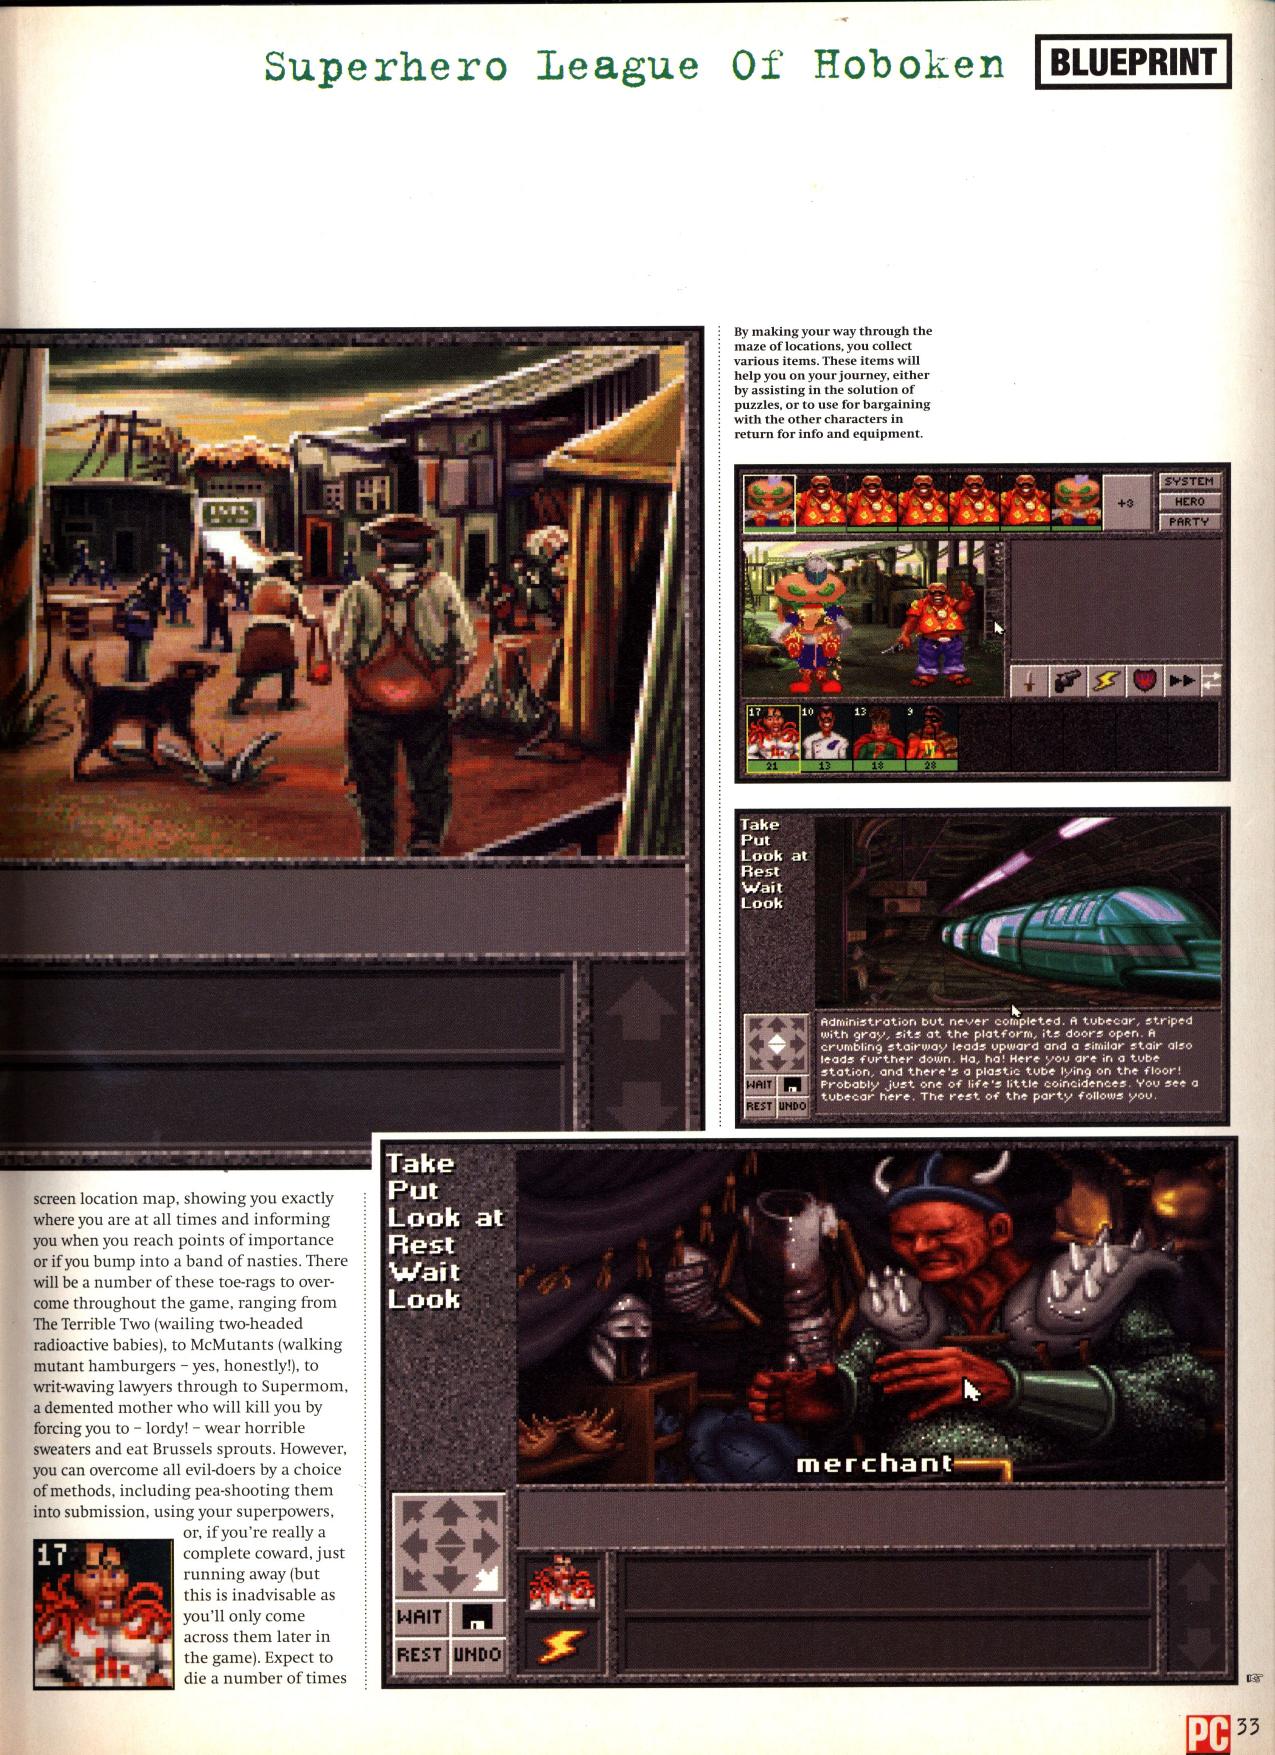 Superhero League Of Hoboken
BLUEPRINT
By making your way through the
maze of locations, you collect
various items. These items will
help you on your journey, either
by assisting in the solution of
puzzles, or to use for bargaining
with the other characters in
return for info and equipment.
+3
SYSTEM
HERO
PARTY
17
10
13
9
21
13
18
28
Take
Put
Look at
Rest
Wait
Look
WAIT
REST UNDO
Administration but never completed. A tubecar, striped
with gray, sits at the platform, its doors open. A
crumbling stairway leads upward and a similar stair also
leads further down. Ha, ha! Here you are in a tube
station, and there's a plastic tube lying on the floor!
Probably just one of life's little coincidences. You see a
tubecar here. The rest of the party follows you.
screen location map, showing you exactly
where you are at all times and informing
you when you reach points of importance
or if you bump into a band of nasties. There
will be a number of these toe-rags to over-
come throughout the game, ranging from
The Terrible Two (wailing two-headed
radioactive babies), to McMutants (walking
mutant hamburgers – yes, honestly!), to
writ-waving lawyers through to Supermom,
a demented mother who will kill you by
forcing you to – lordy! – wear horrible
sweaters and eat Brussels sprouts. However,
you can overcome all evil-doers by a choice
of methods, including pea-shooting them
into submission, using your superpowers,
or, if you're really a
complete coward, just
running away (but
this is inadvisable as
you'll only come
across them later in
the game). Expect to
die a number of times
17
Take
Put
Look at
Rest
Wait
Look
merchant
WAIT
REST UNDO
PC 33